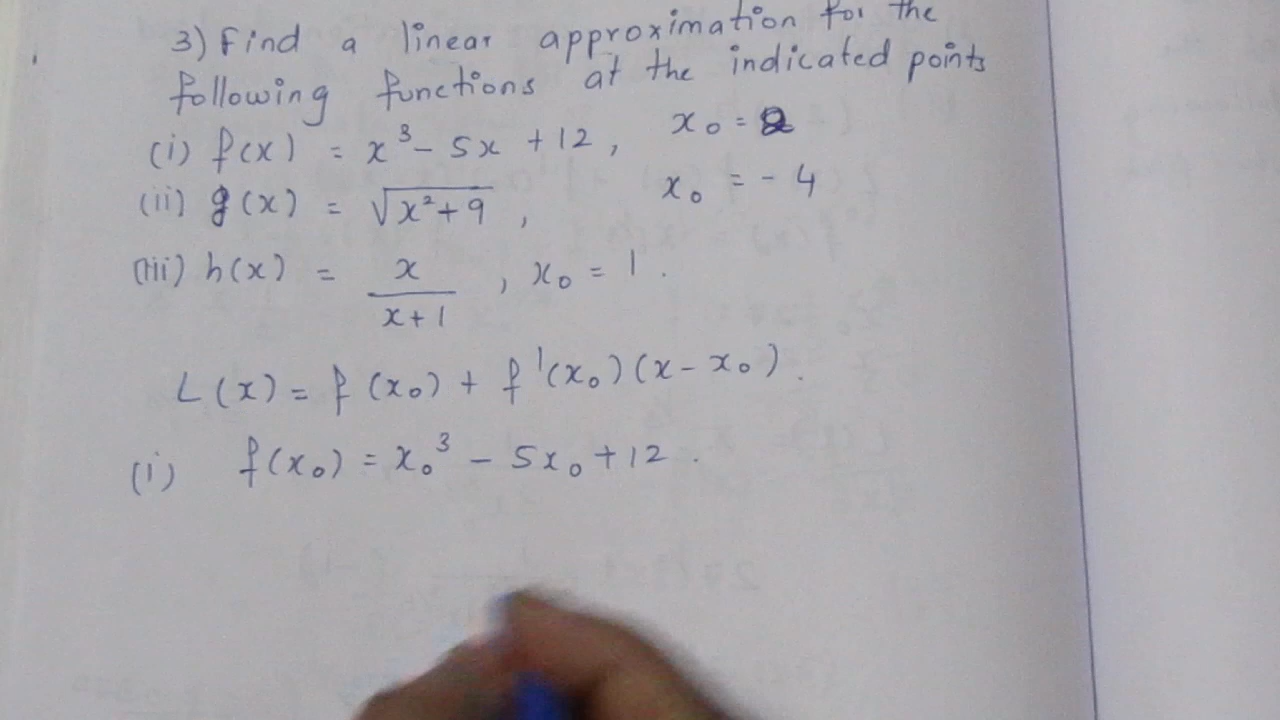 3) Find a linear approximation for the
following functions at the indicated points
(i) f(x) = x³ - 5x + 12, x₀ = 2
(ii) g(x) = √(x²+9), x₀ = -4
(iii) h(x) = x/(x+1), x₀ = 1.
L(x) = f(x₀) + f'(x₀)(x - x₀).
(i) f(x₀) = x₀³ - 5x₀ + 12.